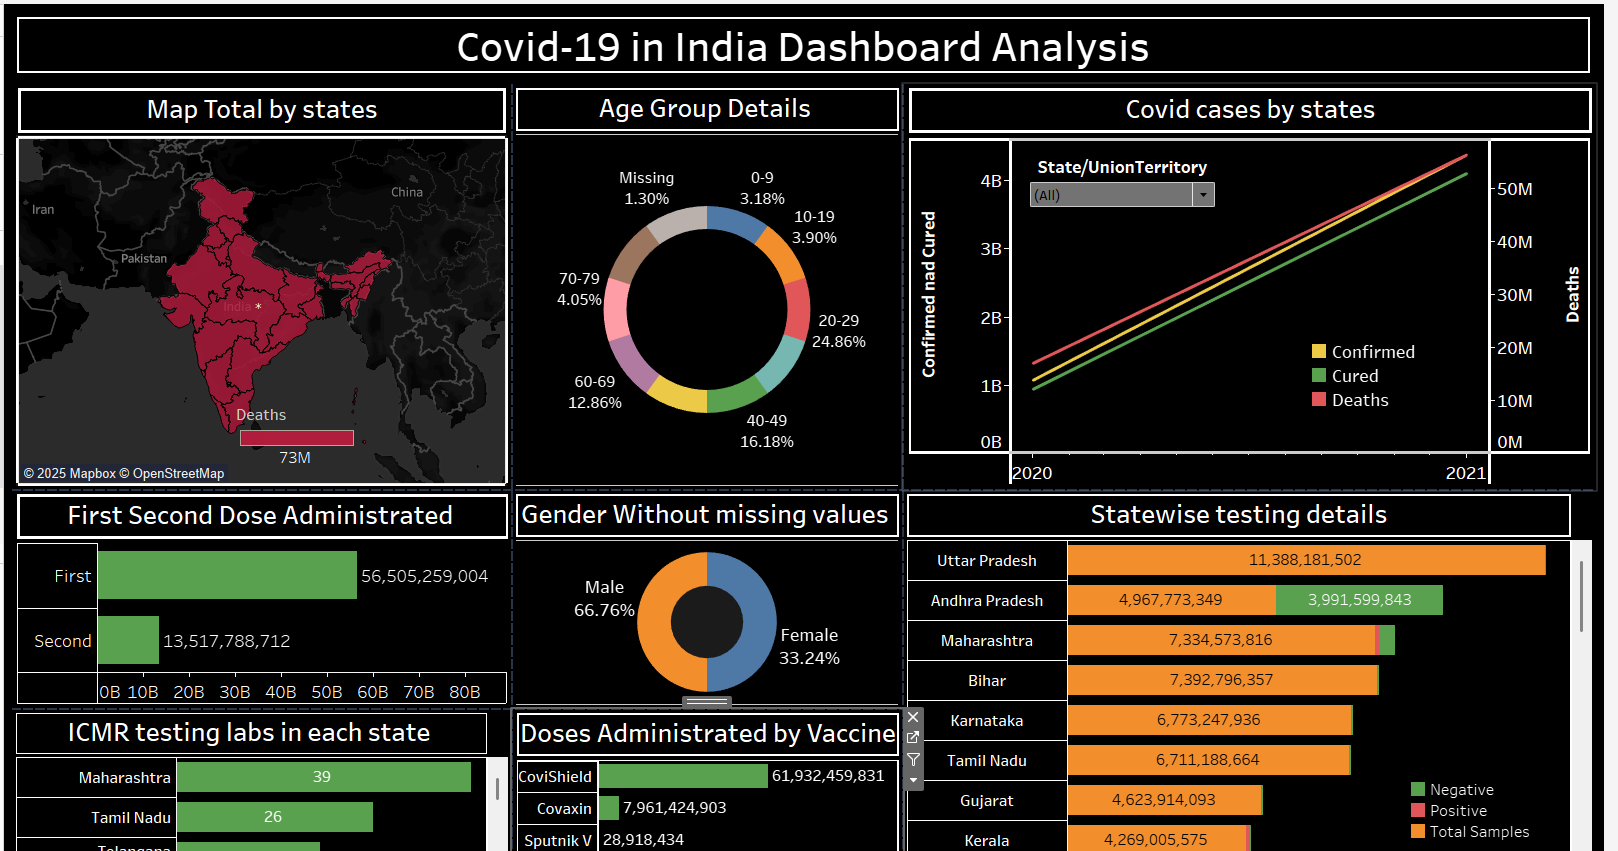 Covid-19 in India Dashboard Analysis
Map Total by states
Iran
China
Pakistan
India *
Deaths
73M
© 2025 Mapbox © OpenStreetMap
Age Group Details
Missing
1.30%
0-9
3.18%
10-19
3.90%
70-79
4.05%
20-29
24.86%
60-69
12.86%
40-49
16.18%
Covid cases by states
State/UnionTerritory
(All)
Confirmed nad Cured
4B
3B
2B
1B
0B
50M
40M
30M
20M
10M
0M
Deaths
Confirmed
Cured
Deaths
2020
2021
First Second Dose Administrated
First
56,505,259,004
Second
13,517,788,712
0B 10B 20B 30B 40B 50B 60B 70B 80B
Gender Without missing values
Male
66.76%
Female
33.24%
Statewise testing details
Uttar Pradesh
11,388,181,502
Andhra Pradesh
4,967,773,349
3,991,599,843
Maharashtra
7,334,573,816
Bihar
7,392,796,357
Karnataka
6,773,247,936
Tamil Nadu
6,711,188,664
Gujarat
4,623,914,093
Kerala
4,269,005,575
Negative
Positive
Total Samples
ICMR testing labs in each state
Maharashtra
39
Tamil Nadu
26
Telangana
Doses Administrated by Vaccine
CoviShield
61,932,459,831
Covaxin
7,961,424,903
Sputnik V
28,918,434